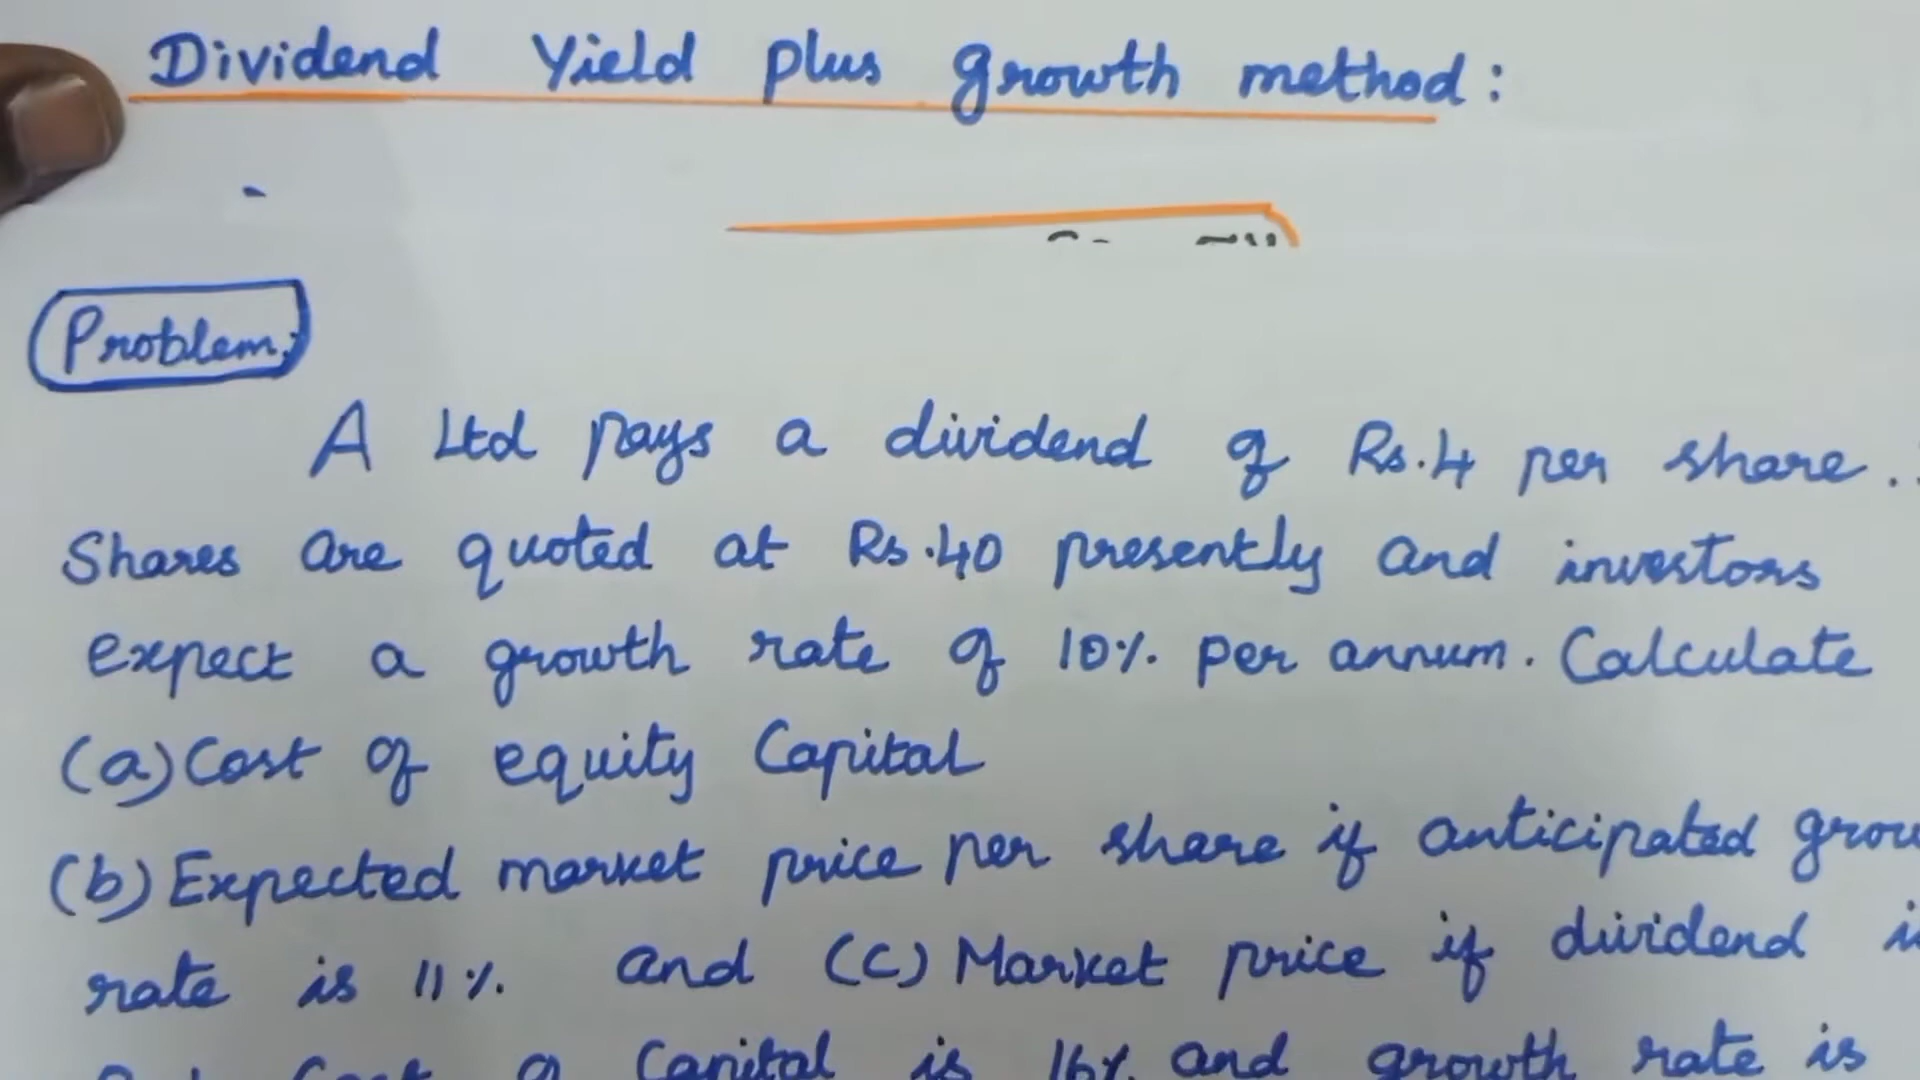 Dividend Yield plus growth method:
Problem:
A Ltd pays a dividend of Rs.4 per share.
Shares are quoted at Rs.40 presently and investors
expect a growth rate of 10% per annum. Calculate
(a) Cost of equity Capital
(b) Expected market price per share if anticipated
rate is 11% and (c) Market price if dividend
Cost of Capital is 16% and growth rate is